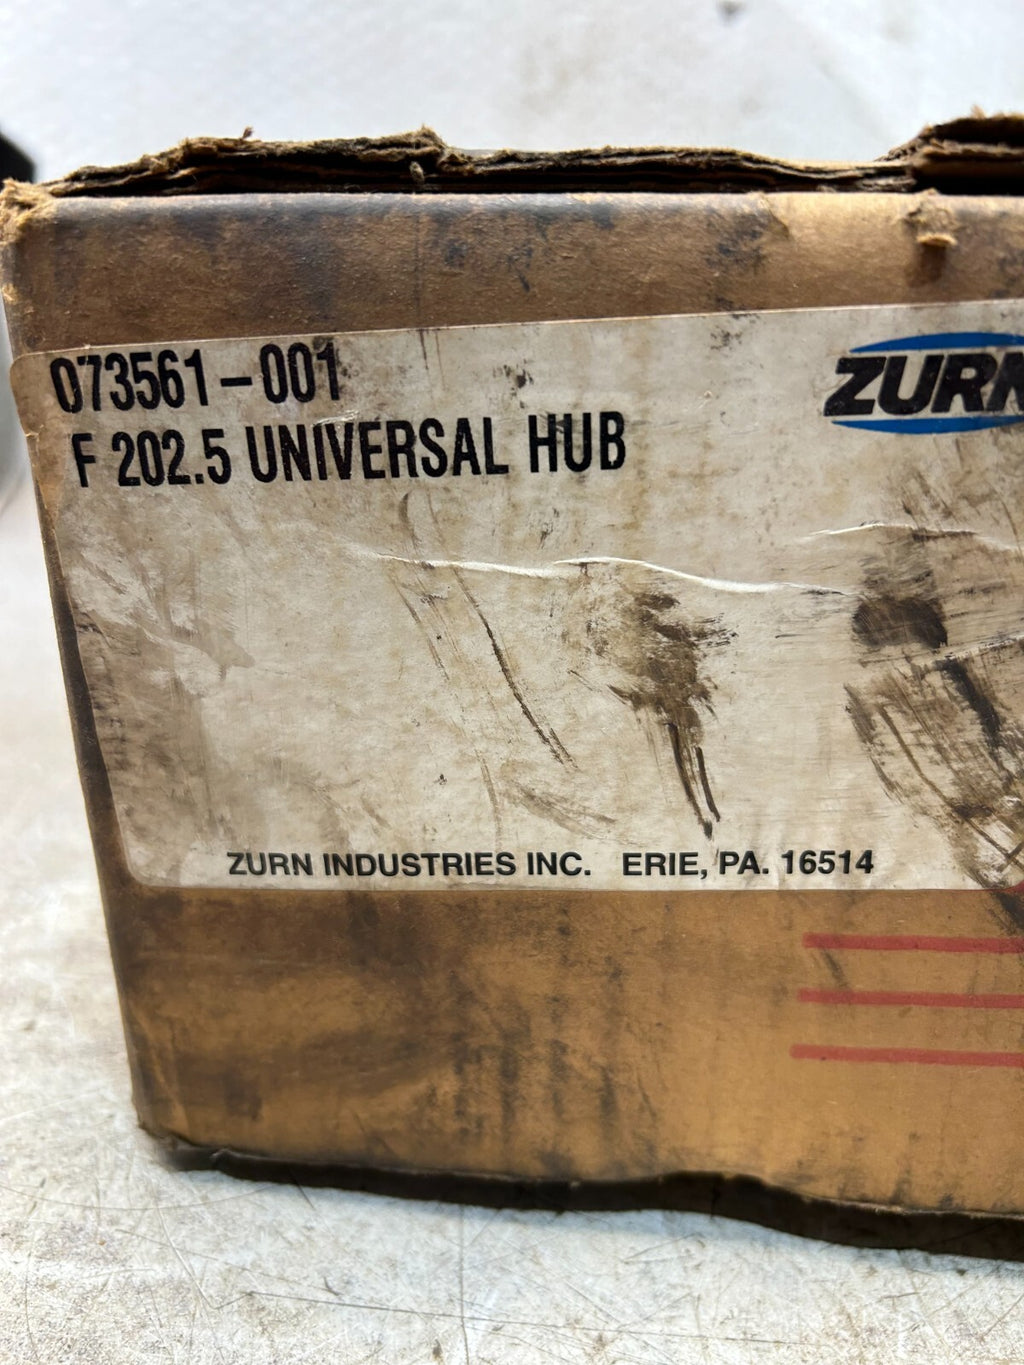 073561-001
F 202.5 UNIVERSAL HUB
ZURN
ZURN INDUSTRIES INC. ERIE, PA. 16514